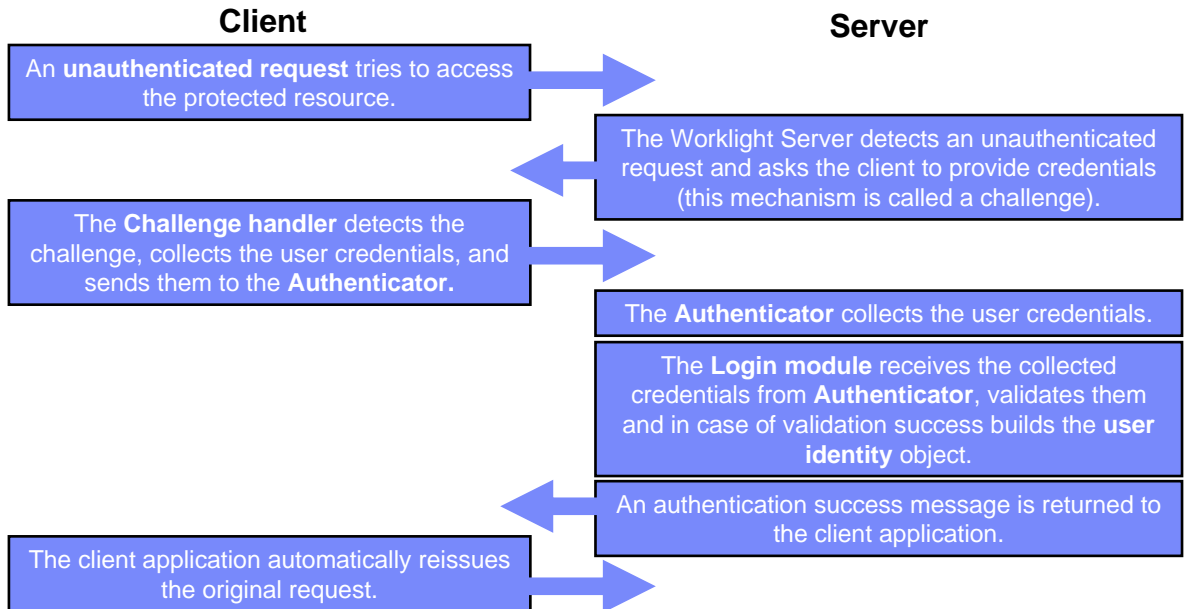 Client
Server
An unauthenticated request tries to access
the protected resource.
The Worklight Server detects an unauthenticated
request and asks the client to provide credentials
(this mechanism is called a challenge).
The Challenge handler detects the
challenge, collects the user credentials, and
sends them to the Authenticator.
The Authenticator collects the user credentials.
The Login module receives the collected
credentials from Authenticator, validates them
and in case of validation success builds the user
identity object.
An authentication success message is returned to
the client application.
The client application automatically reissues
the original request.